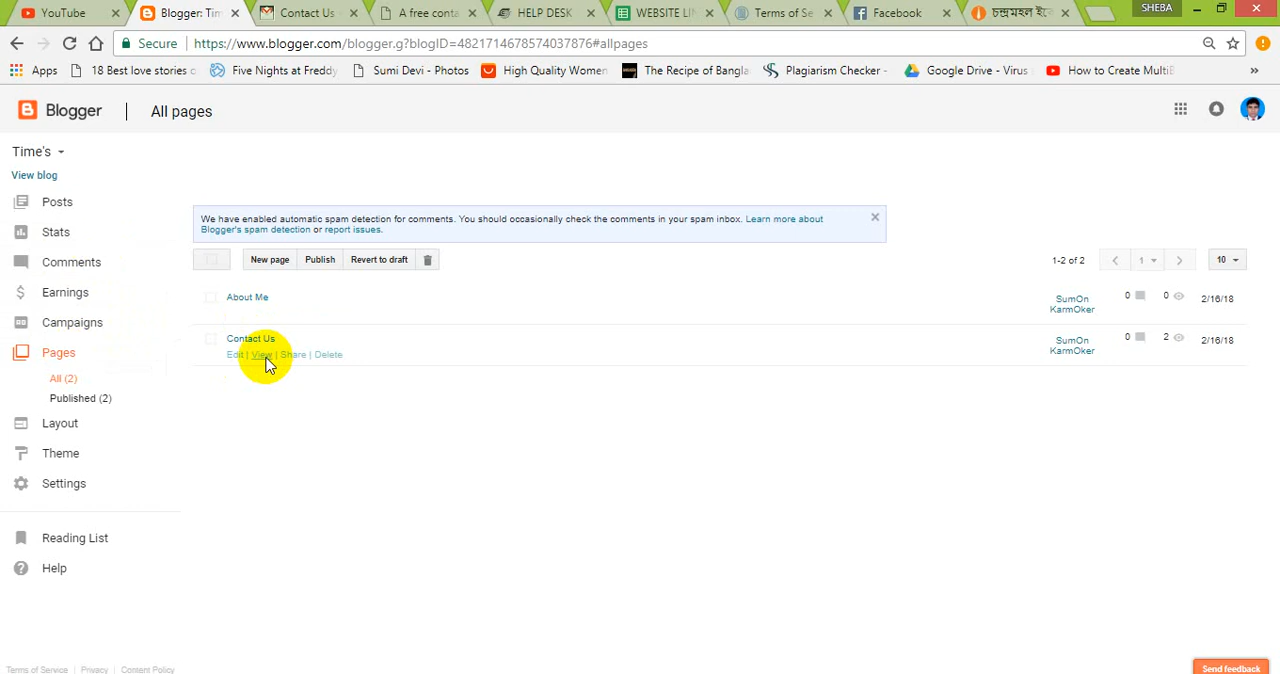 YouTube
Blogger: Tim
Contact Us
A free conta
HELP DESK
WEBSITE LI
Terms of Se
Facebook
চন্দ্রমহল ইকে
SHEBA
Secure
https://www.blogger.com/blogger.g?blogID=4821714678574037876#allpages
Apps
18 Best love stories c
Five Nights at Freddy
Sumi Devi - Photos
High Quality Women
The Recipe of Bangla
Plagiarism Checker -
Google Drive - Virus
How to Create Multi
»
Blogger
All pages
Time's
View blog
Posts
Stats
Comments
Earnings
Campaigns
Pages
All (2)
Published (2)
Layout
Theme
Settings
Reading List
Help
We have enabled automatic spam detection for comments. You should occasionally check the comments in your spam inbox. Learn more about
Blogger's spam detection or report issues.
New page
Publish
Revert to draft
1-2 of 2
1
10
About Me
SumOn
KarmOker
0
0
2/16/18
Contact Us
Edit | View | Share | Delete
SumOn
KarmOker
0
2
2/16/18
Terms of Service | Privacy | Content Policy
Send feedback